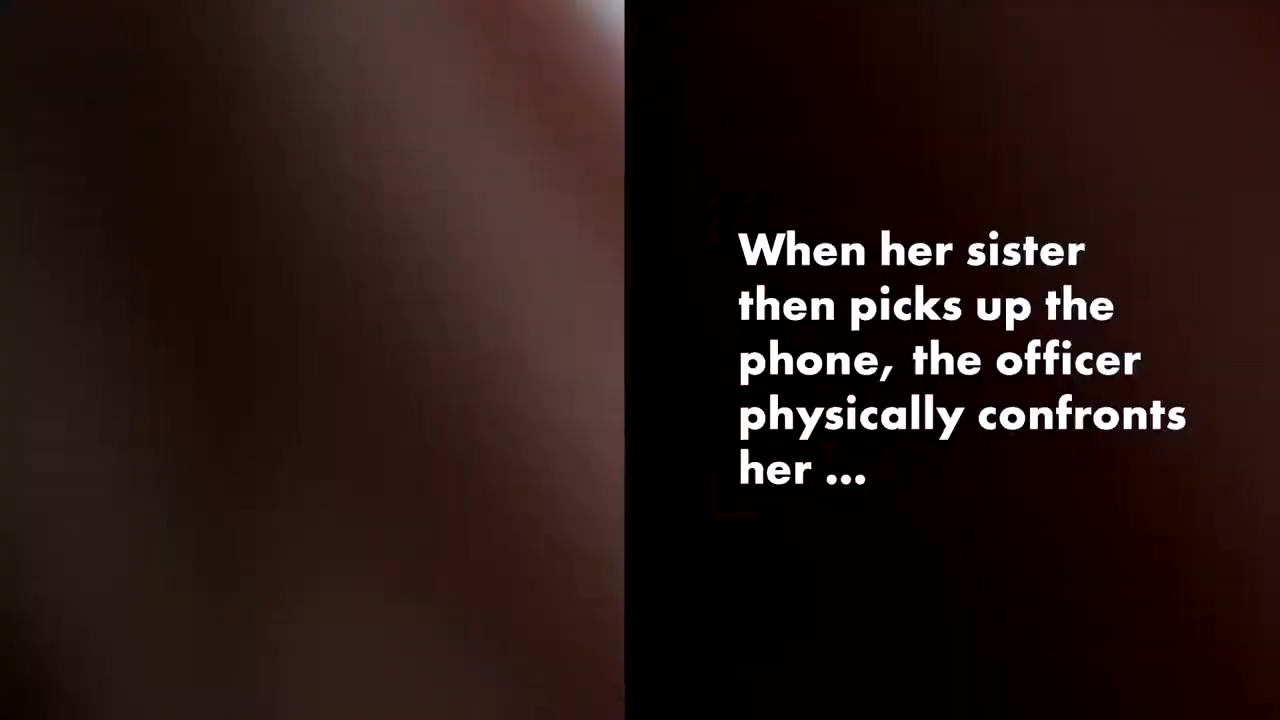 When her sister
then picks up the
phone, the officer
physically confronts
her ...